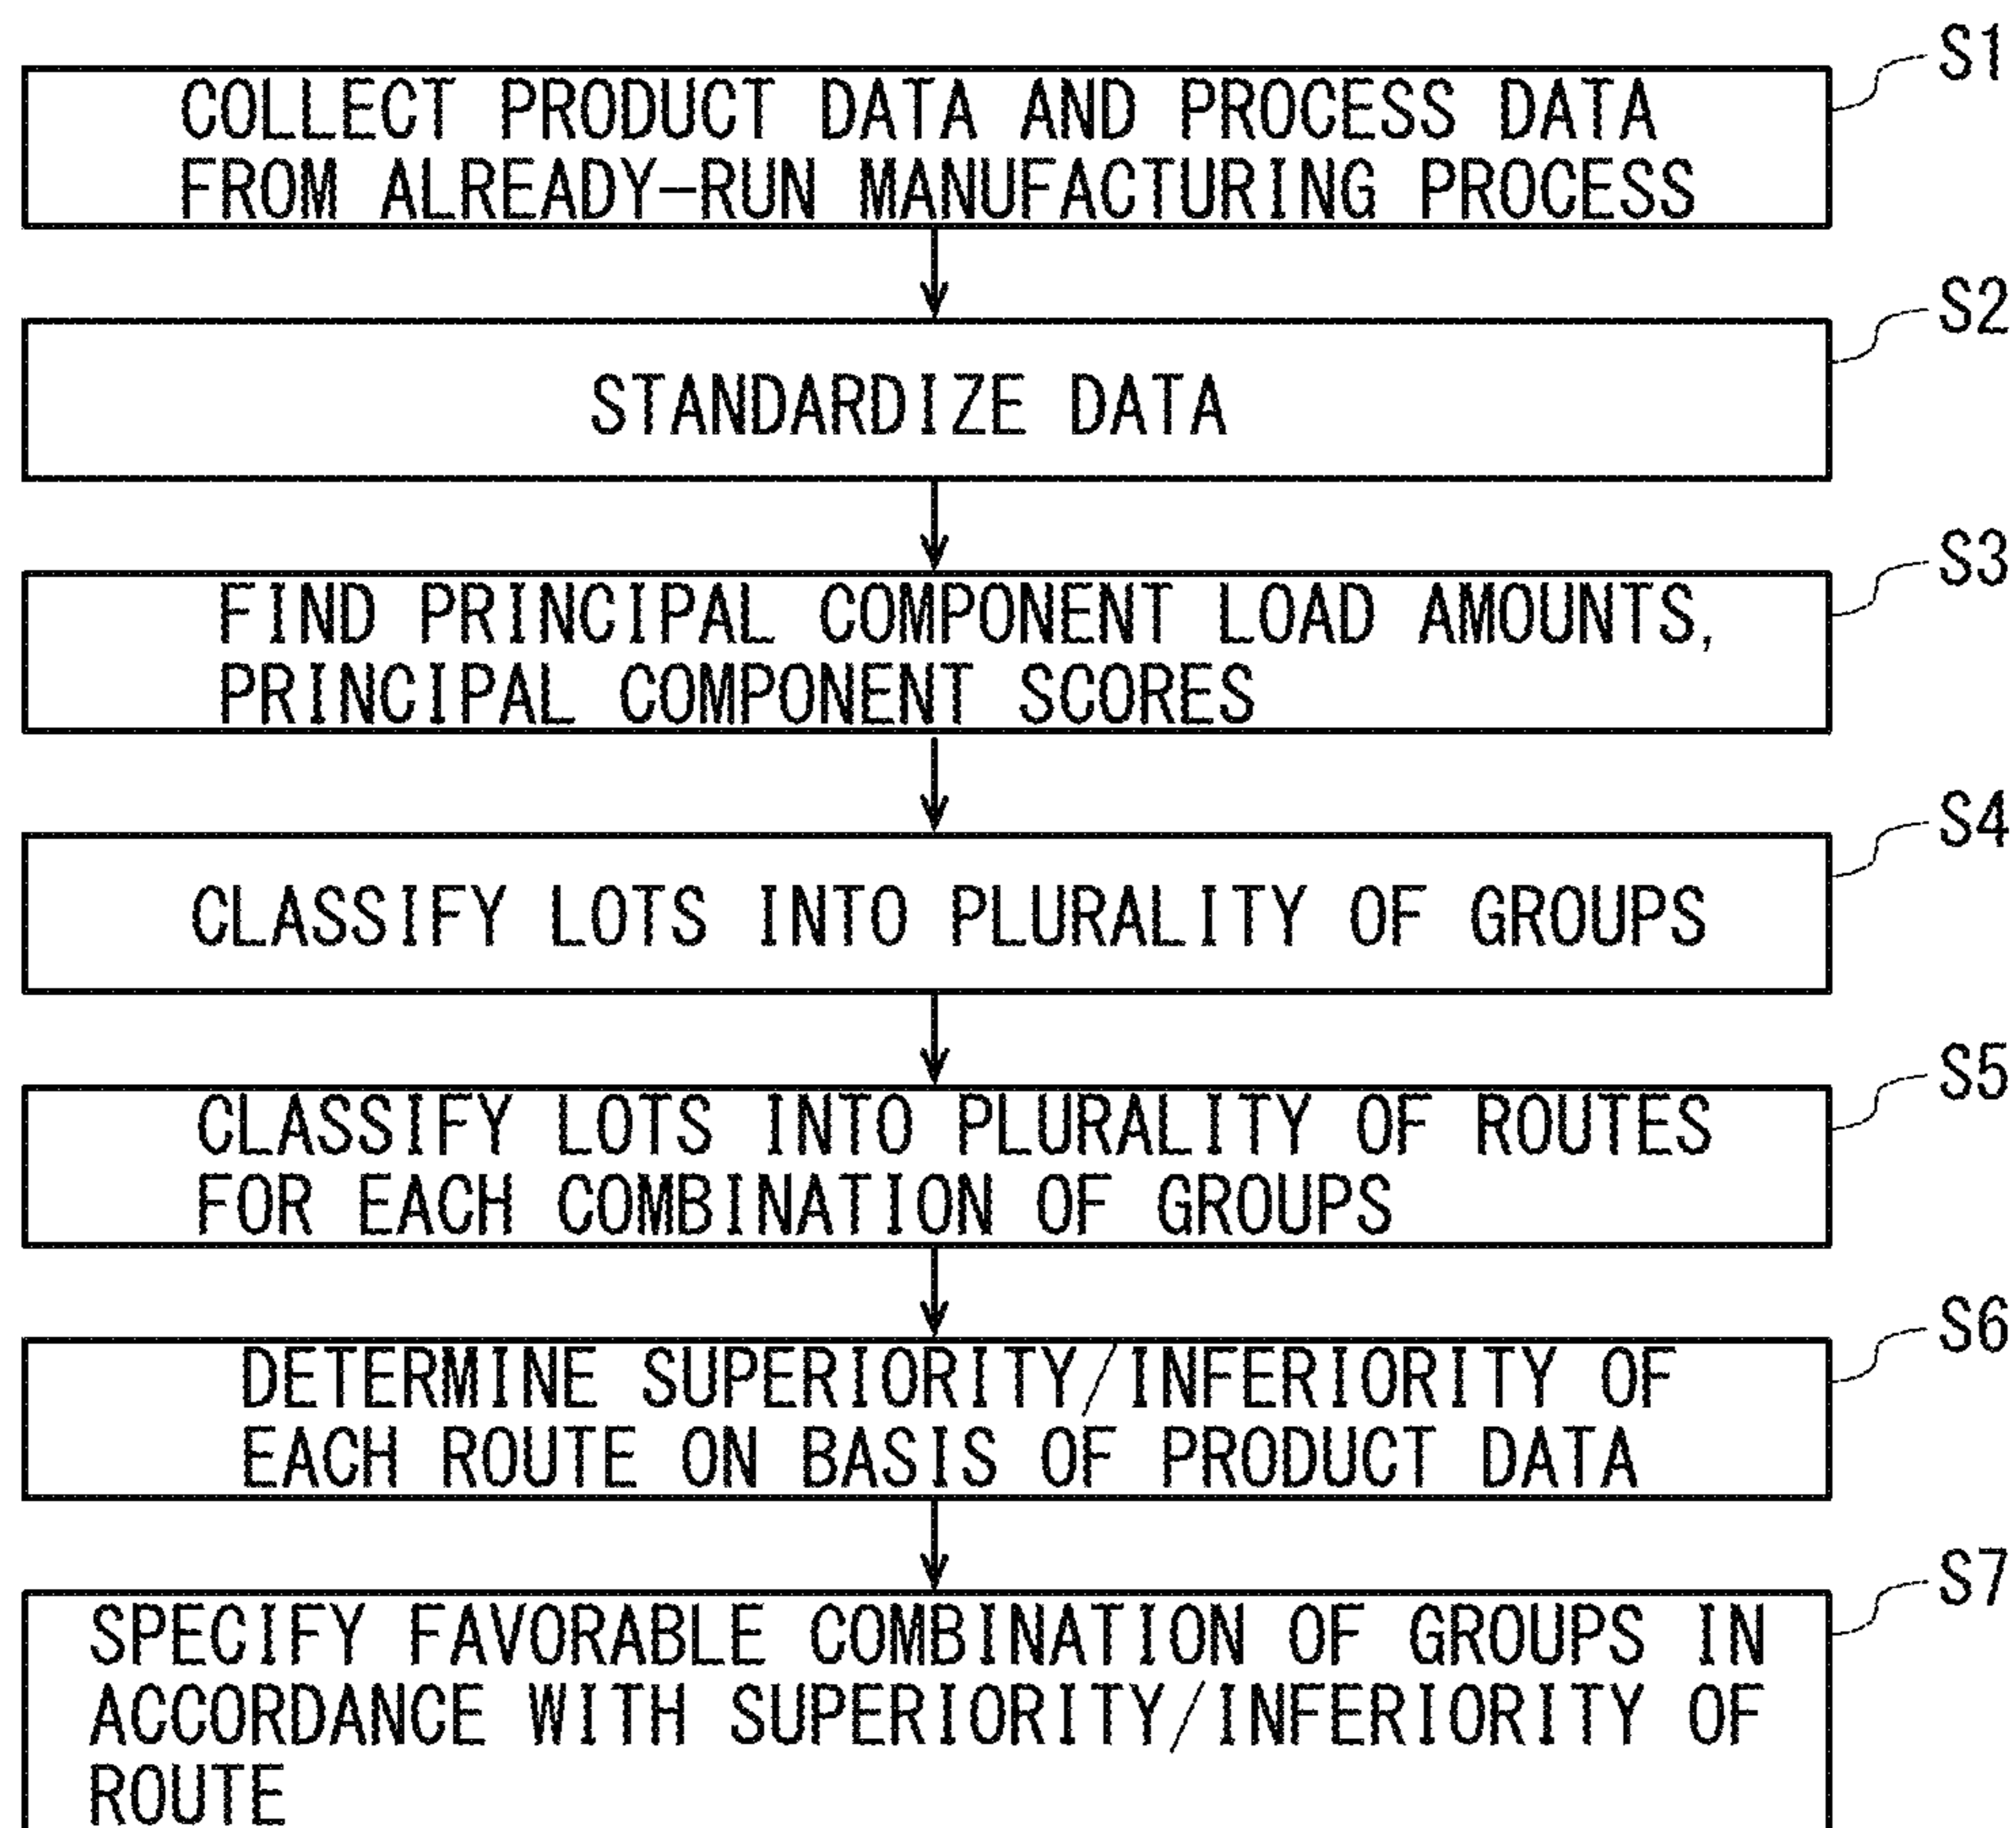 S1
COLLECT PRODUCT DATA AND PROCESS DATA
FROM ALREADY-RUN MANUFACTURING PROCESS
S2
STANDARDIZE DATA
S3
FIND PRINCIPAL COMPONENT LOAD AMOUNTS,
PRINCIPAL COMPONENT SCORES
S4
CLASSIFY LOTS INTO PLURALITY OF GROUPS
S5
CLASSIFY LOTS INTO PLURALITY OF ROUTES
FOR EACH COMBINATION OF GROUPS
S6
DETERMINE SUPERIORITY/INFERIORITY OF
EACH ROUTE ON BASIS OF PRODUCT DATA
S7
SPECIFY FAVORABLE COMBINATION OF GROUPS IN
ACCORDANCE WITH SUPERIORITY/INFERIORITY OF
ROUTE